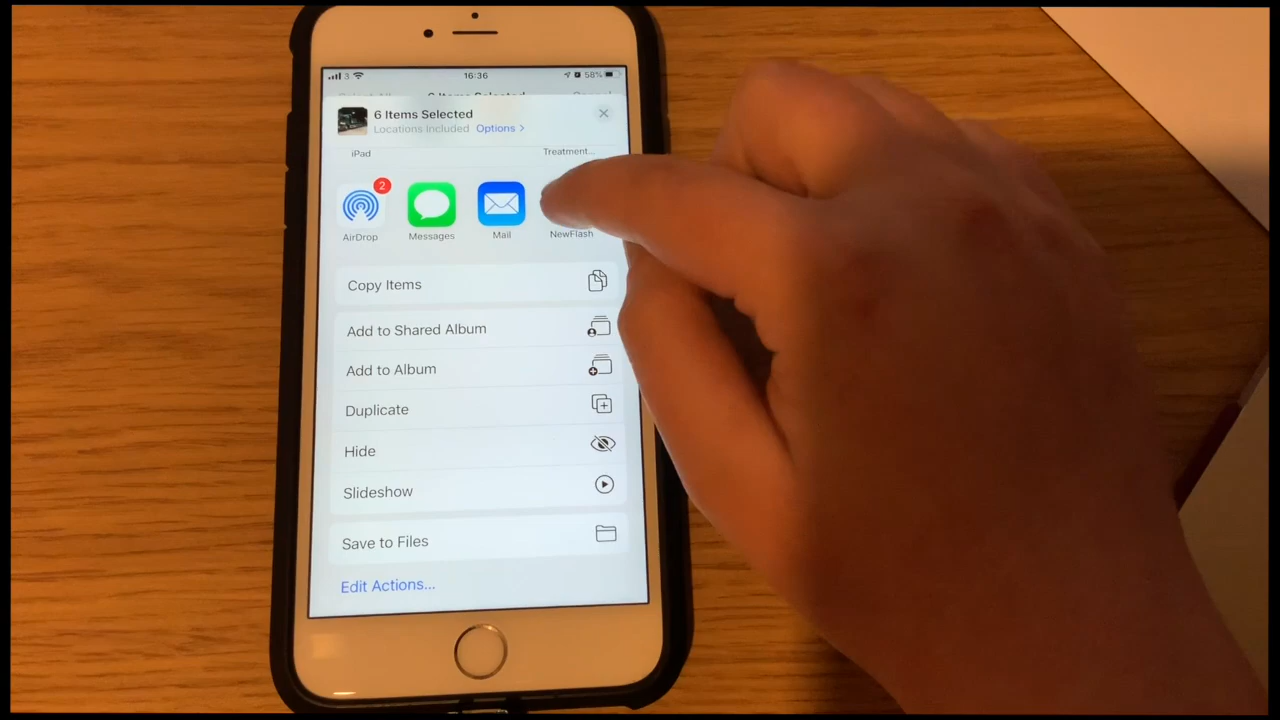 3 16:36 58%
6 Items Selected
Locations Included Options >
iPad Treatment...
2
AirDrop Messages Mail NewFlash
Copy Items
Add to Shared Album
Add to Album
Duplicate
Hide
Slideshow
Save to Files
Edit Actions...